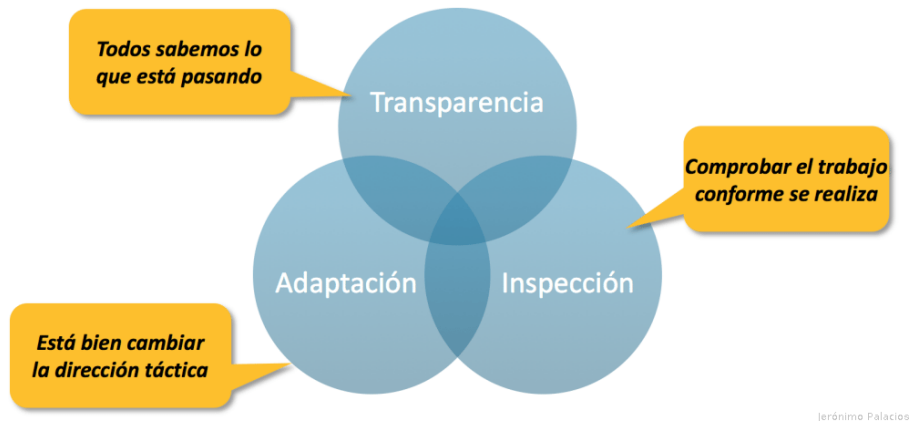 Todos sabemos lo
que está pasando
Transparencia
Comprobar el trabajo
conforme se realiza
Adaptación
Inspección
Está bien cambiar
la dirección táctica
Jerónimo Palacios